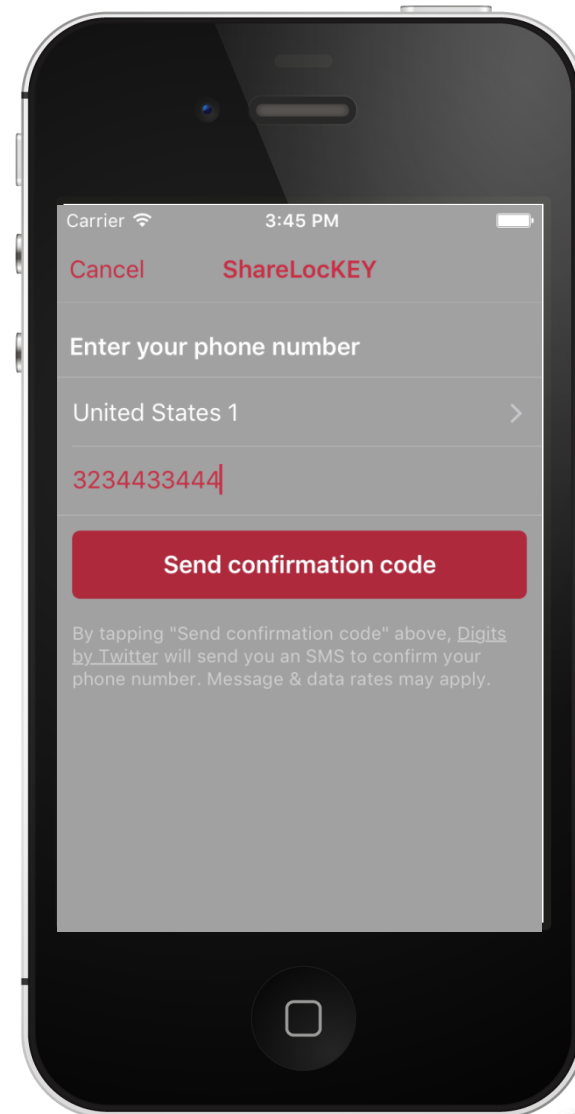 Carrier 3:45 PM
Cancel ShareLocKEY
Enter your phone number
United States 1
3234433444
Send confirmation code
By tapping "Send confirmation code" above, Digits
by Twitter will send you an SMS to confirm your
phone number. Message & data rates may apply.